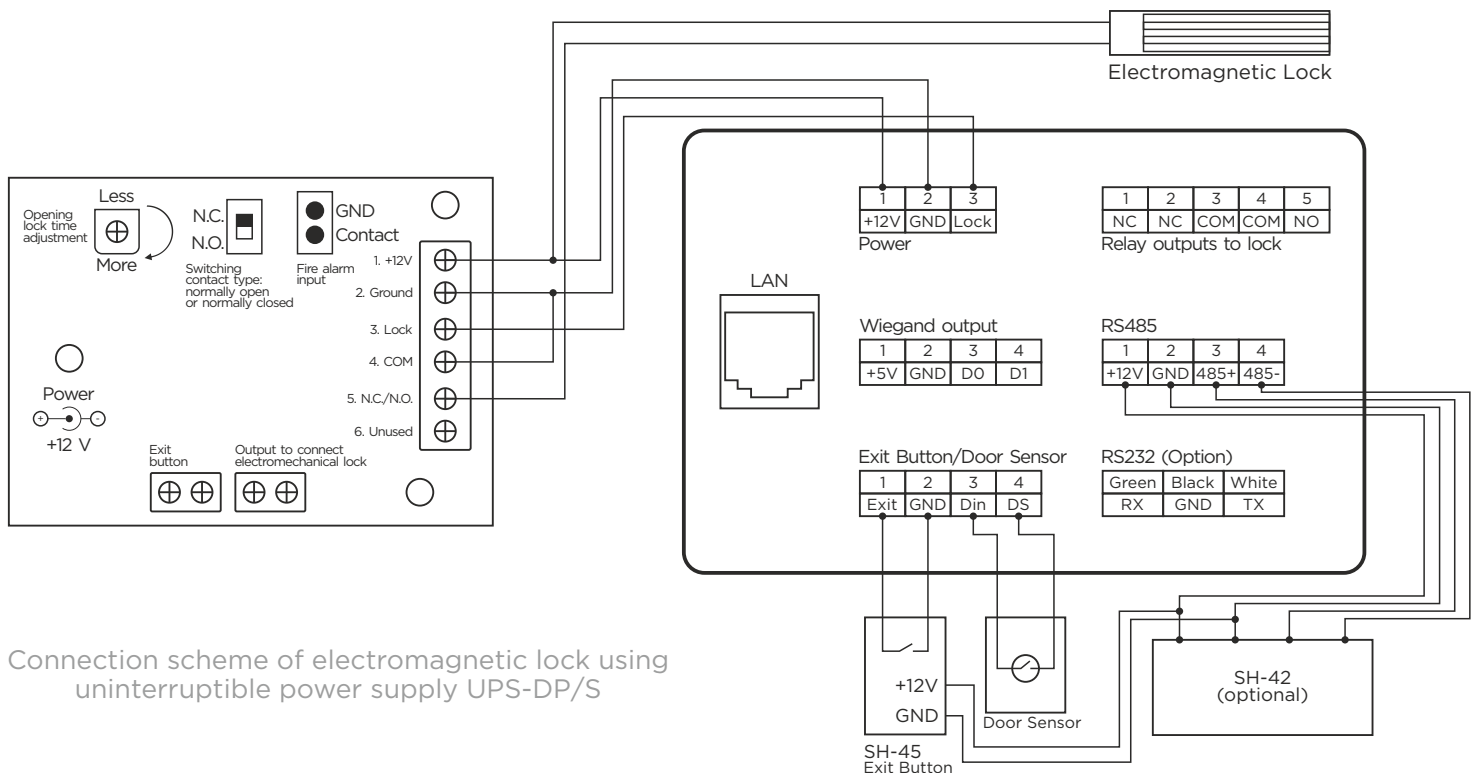 Electromagnetic Lock
Less
Opening
lock time
adjustment
More
N.C.
N.O.
Switching
contact type:
normally open
or normally closed
GND
Contact
Fire alarm
input
1. +12V
2. Ground
3. Lock
4. COM
5. N.C./N.O.
6. Unused
Power
+ -
+12 V
Exit
button
Output to connect
electromechanical lock
1 2 3
+12V GND Lock
Power
1 2 3 4 5
NC NC COM COM NO
Relay outputs to lock
LAN
Wiegand output
1 2 3 4
+5V GND D0 D1
RS485
1 2 3 4
+12V GND 485+ 485-
Exit Button/Door Sensor
1 2 3 4
Exit GND Din DS
RS232 (Option)
Green Black White
RX GND TX
+12V
GND
SH-45
Exit Button
Door Sensor
SH-42
(optional)
Connection scheme of electromagnetic lock using
uninterruptible power supply UPS-DP/S